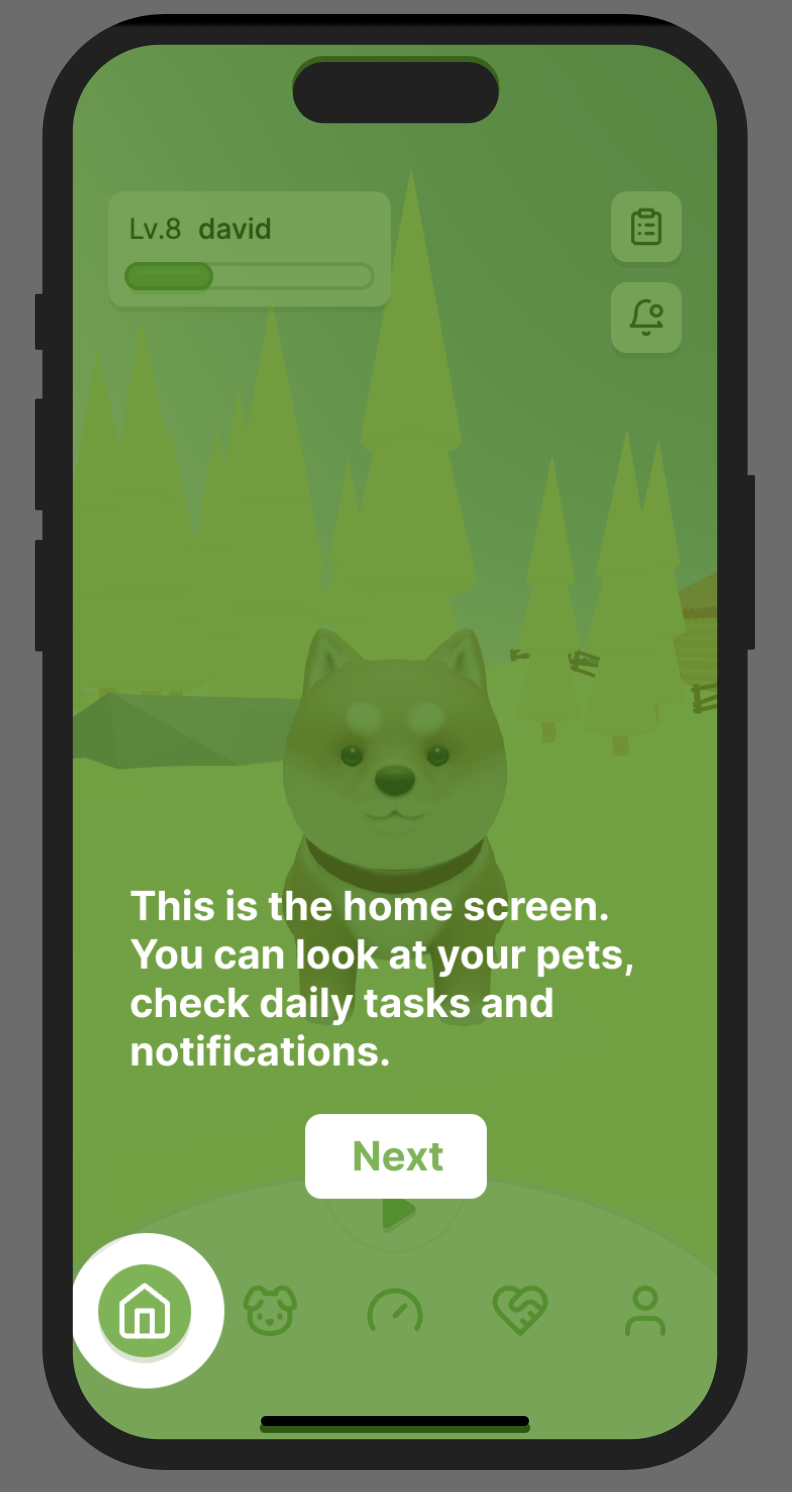 Lv.8 david
This is the home screen.
You can look at your pets,
check daily tasks and
notifications.
Next